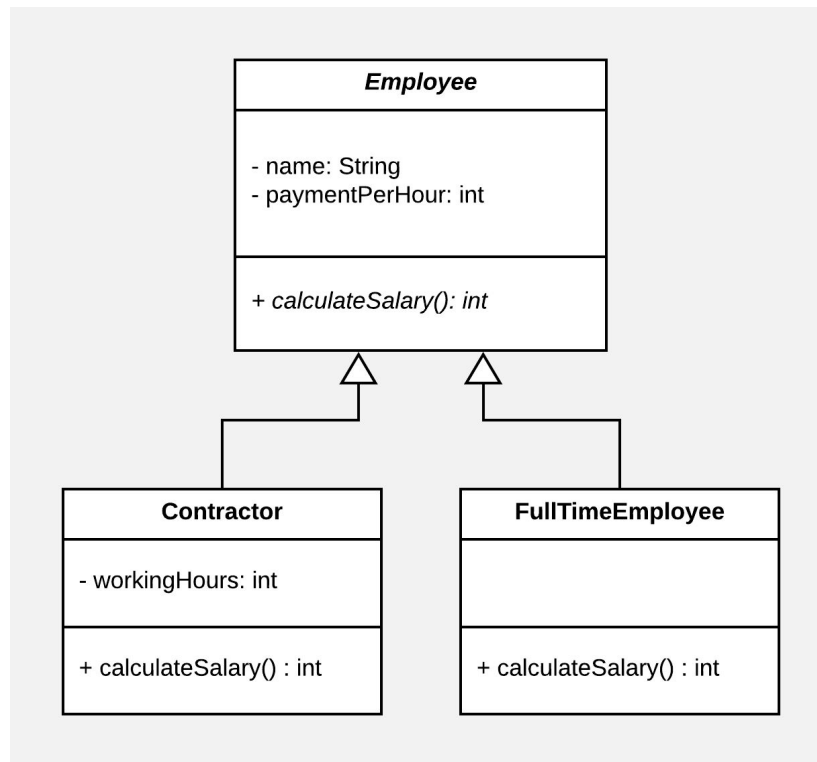 Employee
- name: String
- paymentPerHour: int
+ calculateSalary(): int
Contractor
- workingHours: int
+ calculateSalary() : int
FullTimeEmployee
+ calculateSalary() : int